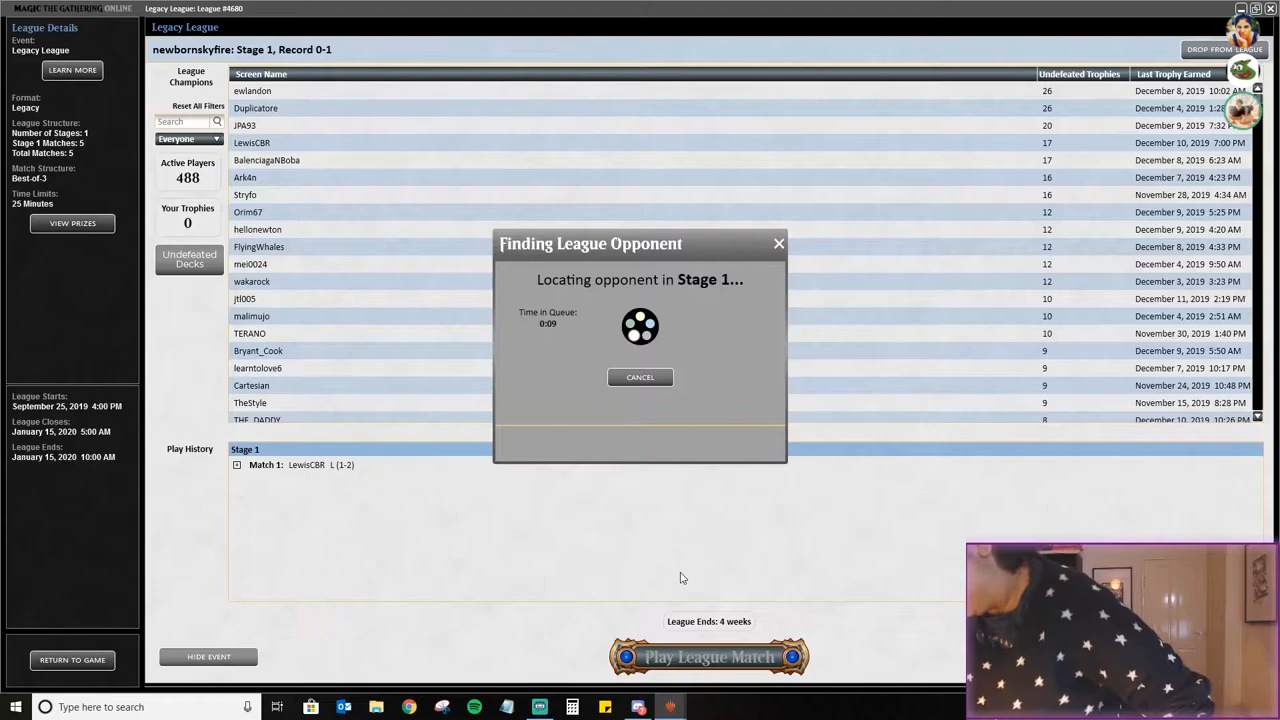 MAGIC THE GATHERING ONLINE
Legacy League: League #4680
League Details
Event:
Legacy League
LEARN MORE
Format:
Legacy
League Structure:
Number of Stages: 1
Stage 1 Matches: 5
Total Matches: 5
Match Structure:
Best-of-3
Time Limits:
25 Minutes
VIEW PRIZES
League Starts:
September 25, 2019 4:00 PM
League Closes:
January 15, 2020 5:00 AM
League Ends:
January 15, 2020 10:00 AM
RETURN TO GAME
Legacy League
newbornskyfire: Stage 1, Record 0-1
DROP FROM LEAGUE
League
Champions
Reset All Filters
Search
Everyone
Active Players
488
Your Trophies
0
Undefeated
Decks
Screen Name Undefeated Trophies Last Trophy Earned
ewlandon 26 December 8, 2019 10:02 AM
Duplicatore 26 December 4, 2019 1:28
JPA93 20 December 9, 2019 7:32
LewisCBR 17 December 10, 2019 7:00 PM
BalenciagaNBoba 17 December 8, 2019 6:23 AM
Ark4n 16 December 7, 2019 4:23 PM
Stryfo 16 November 28, 2019 4:34 AM
Orim67 12 December 9, 2019 5:25 PM
hellonewton 12 December 9, 2019 4:20 AM
FlyingWhales 12 December 8, 2019 4:33 PM
mei0024 12 December 4, 2019 9:50 AM
wakarock 12 December 3, 2019 3:23 PM
jtl005 10 December 11, 2019 2:19 PM
malimujo 10 December 4, 2019 2:51 AM
TERANO 10 November 30, 2019 1:40 PM
Bryant_Cook 9 December 9, 2019 5:50 AM
learntolove6 9 December 7, 2019 10:17 PM
Cartesian 9 November 24, 2019 10:48 PM
TheStyle 9 November 15, 2019 8:28 PM
THE_DADDY 8 December 10, 2019 10:26 PM
Finding League Opponent
Locating opponent in Stage 1...
Time in Queue:
0:09
CANCEL
Play History
Stage 1
Match 1: LewisCBR L (1-2)
League Ends: 4 weeks
HIDE EVENT
Play League Match
Type here to search